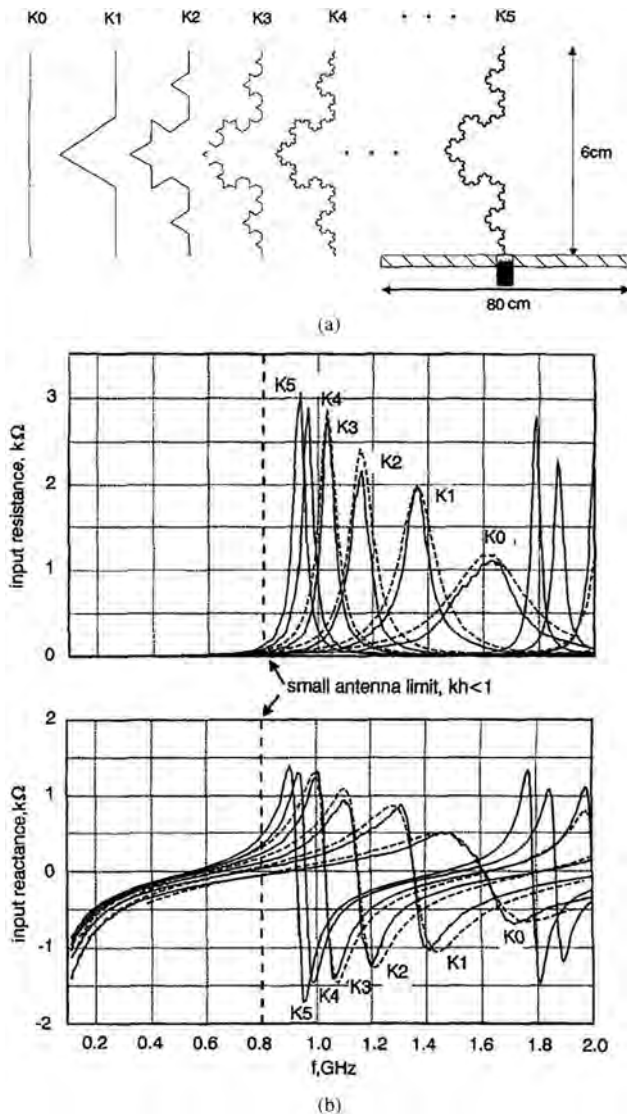 K0 K1 K2 K3 K4 K5
6cm
80 cm
(a)
input resistance, kΩ
3
2
1
0
K5
K4
K3
K2
K1
K0
small antenna limit, kh<1
input reactance,kΩ
2
1
0
-1
-2
K0
K1
K2
K3
K4
K5
0.2 0.4 0.6 0.8 1.0 1.2 1.4 1.6 1.8 2.0
f,GHz
(b)